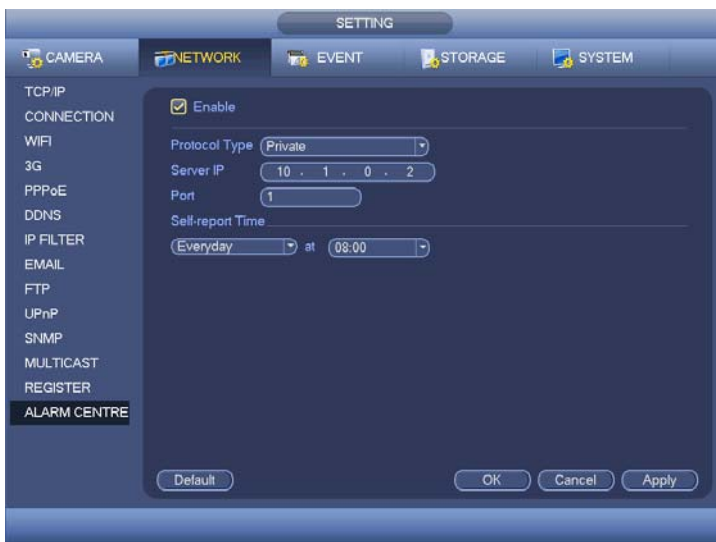 SETTING
CAMERA NETWORK EVENT STORAGE SYSTEM
TCP/IP
CONNECTION
WIFI
3G
PPPoE
DDNS
IP FILTER
EMAIL
FTP
UPnP
SNMP
MULTICAST
REGISTER
ALARM CENTRE
Enable
Protocol Type Private
Server IP 10 . 1 . 0 . 2
Port 1
Self-report Time
Everyday at 08:00
Default OK Cancel Apply